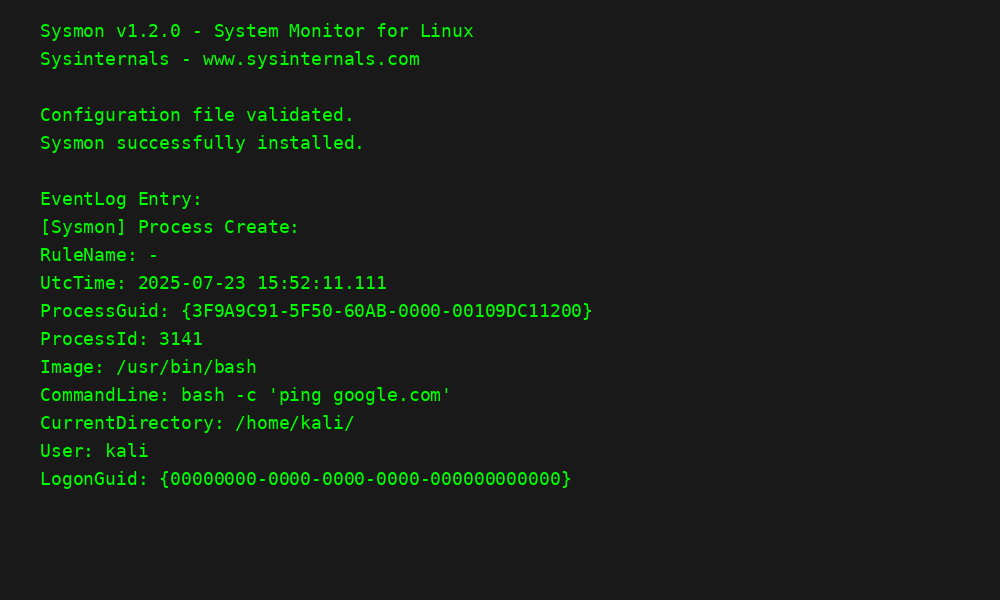 Sysmon v1.2.0 - System Monitor for Linux
Sysinternals - www.sysinternals.com
Configuration file validated.
Sysmon successfully installed.
EventLog Entry:
[Sysmon] Process Create:
RuleName: -
UtcTime: 2025-07-23 15:52:11.111
ProcessGuid: {3F9A9C91-5F50-60AB-0000-00109DC11200}
ProcessId: 3141
Image: /usr/bin/bash
CommandLine: bash -c 'ping google.com'
CurrentDirectory: /home/kali/
User: kali
LogonGuid: {00000000-0000-0000-0000-000000000000}